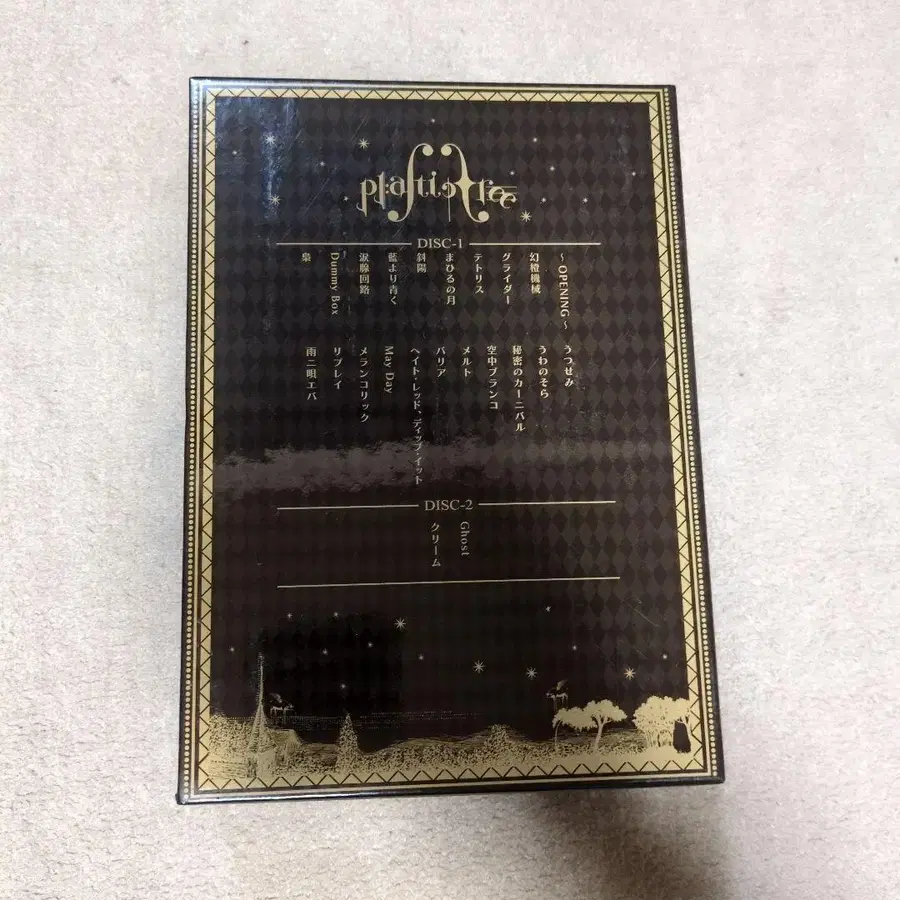 plastic tree
DISC-1
～ OPENING ～
幻橙機械
グライダー
テトリス
まひるの月
斜陽
藍より青く
涙腺回路
Dummy Box
梟
うつせみ
うわのそら
秘密のカーニバル
空中ブランコ
メルト
バリア
ヘイト・レッド、ディップ・イット
May Day
メランコリック
リプレイ
雨ニ唄エバ
DISC-2
Ghost
クリーム